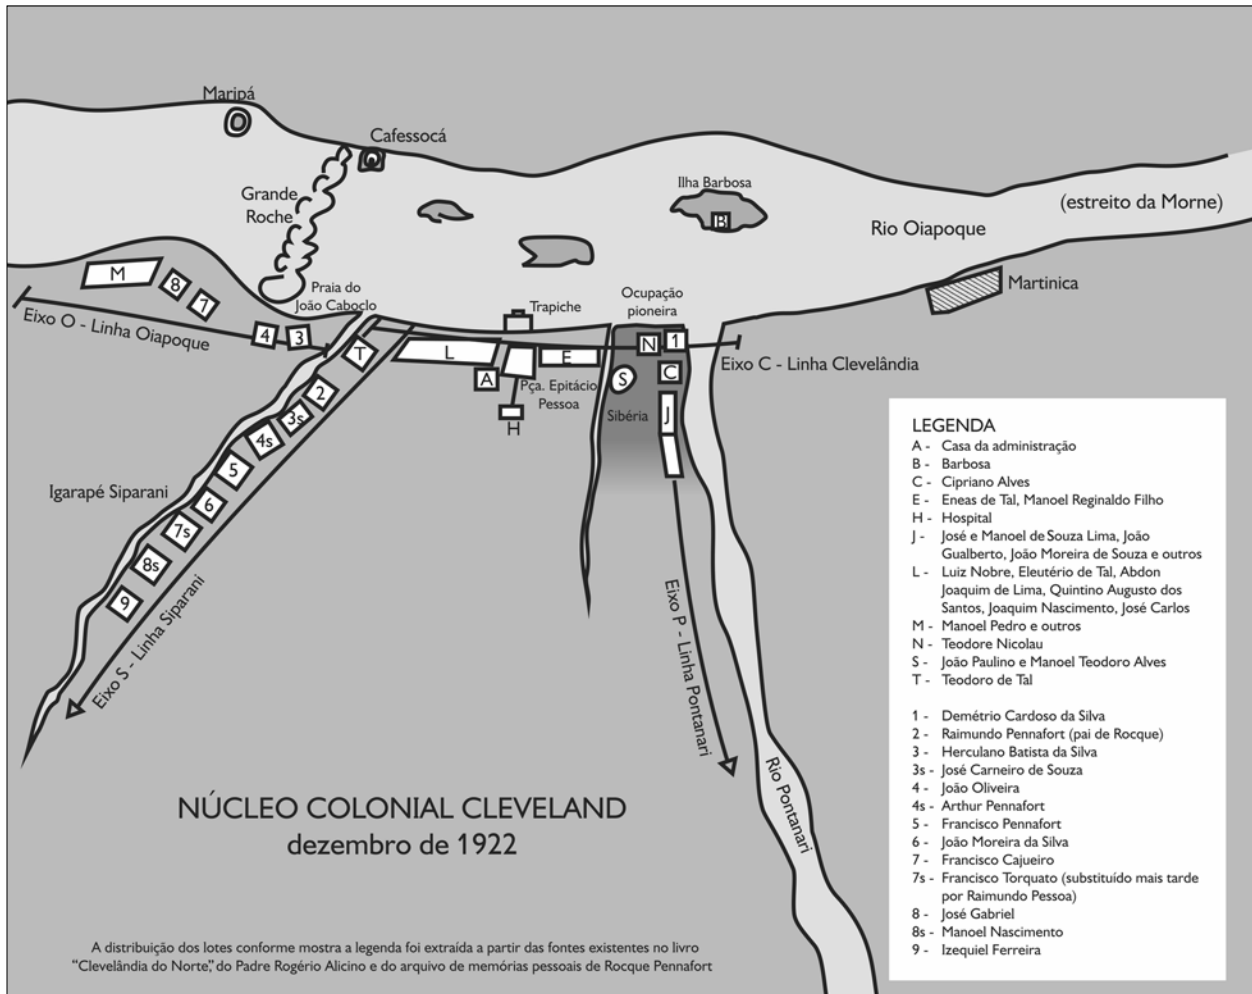 Maripá
Cafessocá
Grande
Roche
Ilha Barbosa
B
(estreito da Morne)
Rio Oiapoque
Martinica
M
8
7
Praia do
João Caboclo
Trapiche
Ocupação
pioneira
Eixo O - Linha Oiapoque
4
3
T
L
E
N
1
Eixo C - Linha Clevelândia
A
Pça. Epitácio
Pessoa
S
C
2
H
Sibéria
J
3s
4s
5
Igarapé Siparani
6
7s
8s
9
Eixo S - Linha Siparani
Eixo P - Linha Pontanari
Rio Pontanari
NÚCLEO COLONIAL CLEVELAND
dezembro de 1922
A distribuição dos lotes conforme mostra a legenda foi extraída a partir das fontes existentes no livro
“Clevelândia do Norte”, do Padre Rogério Alicino e do arquivo de memórias pessoais de Rocque Pennafort
LEGENDA
A - Casa da administração
B - Barbosa
C - Cipriano Alves
E - Eneas de Tal, Manoel Reginaldo Filho
H - Hospital
J - José e Manoel de Souza Lima, João
Gualberto, João Moreira de Souza e outros
L - Luiz Nobre, Eleutério de Tal, Abdon
Joaquim de Lima, Quintino Augusto dos
Santos, Joaquim Nascimento, José Carlos
M - Manoel Pedro e outros
N - Teodore Nicolau
S - João Paulino e Manoel Teodoro Alves
T - Teodoro de Tal
1 - Demétrio Cardoso da Silva
2 - Raimundo Pennafort (pai de Rocque)
3 - Herculano Batista da Silva
3s - José Carneiro de Souza
4 - João Oliveira
4s - Arthur Pennafort
5 - Francisco Pennafort
6 - João Moreira da Silva
7 - Francisco Cajueiro
7s - Francisco Torquato (substituído mais tarde
por Raimundo Pessoa)
8 - José Gabriel
8s - Manoel Nascimento
9 - Izequiel Ferreira